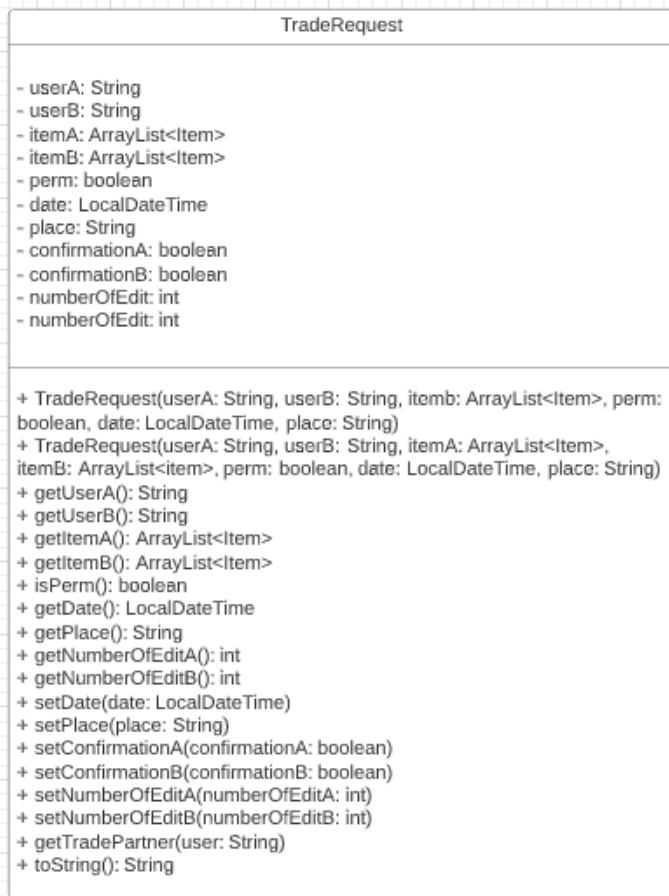 TradeRequest
- userA: String
- userB: String
- itemA: ArrayList<Item>
- itemB: ArrayList<Item>
- perm: boolean
- date: LocalDateTime
- place: String
- confirmationA: boolean
- confirmationB: boolean
- numberOfEdit: int
- numberOfEdit: int
+ TradeRequest(userA: String, userB: String, itemb: ArrayList<Item>, perm:
boolean, date: LocalDateTime, place: String)
+ TradeRequest(userA: String, userB: String, itemA: ArrayList<Item>,
itemB: ArrayList<item>, perm: boolean, date: LocalDateTime, place: String)
+ getUserA(): String
+ getUserB(): String
+ getItemA(): ArrayList<Item>
+ getItemB(): ArrayList<Item>
+ isPerm(): boolean
+ getDate(): LocalDateTime
+ getPlace(): String
+ getNumberOfEditA(): int
+ getNumberOfEditB(): int
+ setDate(date: LocalDateTime)
+ setPlace(place: String)
+ setConfirmationA(confirmationA: boolean)
+ setConfirmationB(confirmationB: boolean)
+ setNumberOfEditA(numberOfEditA: int)
+ setNumberOfEditB(numberOfEditB: int)
+ getTradePartner(user: String)
+ toString(): String